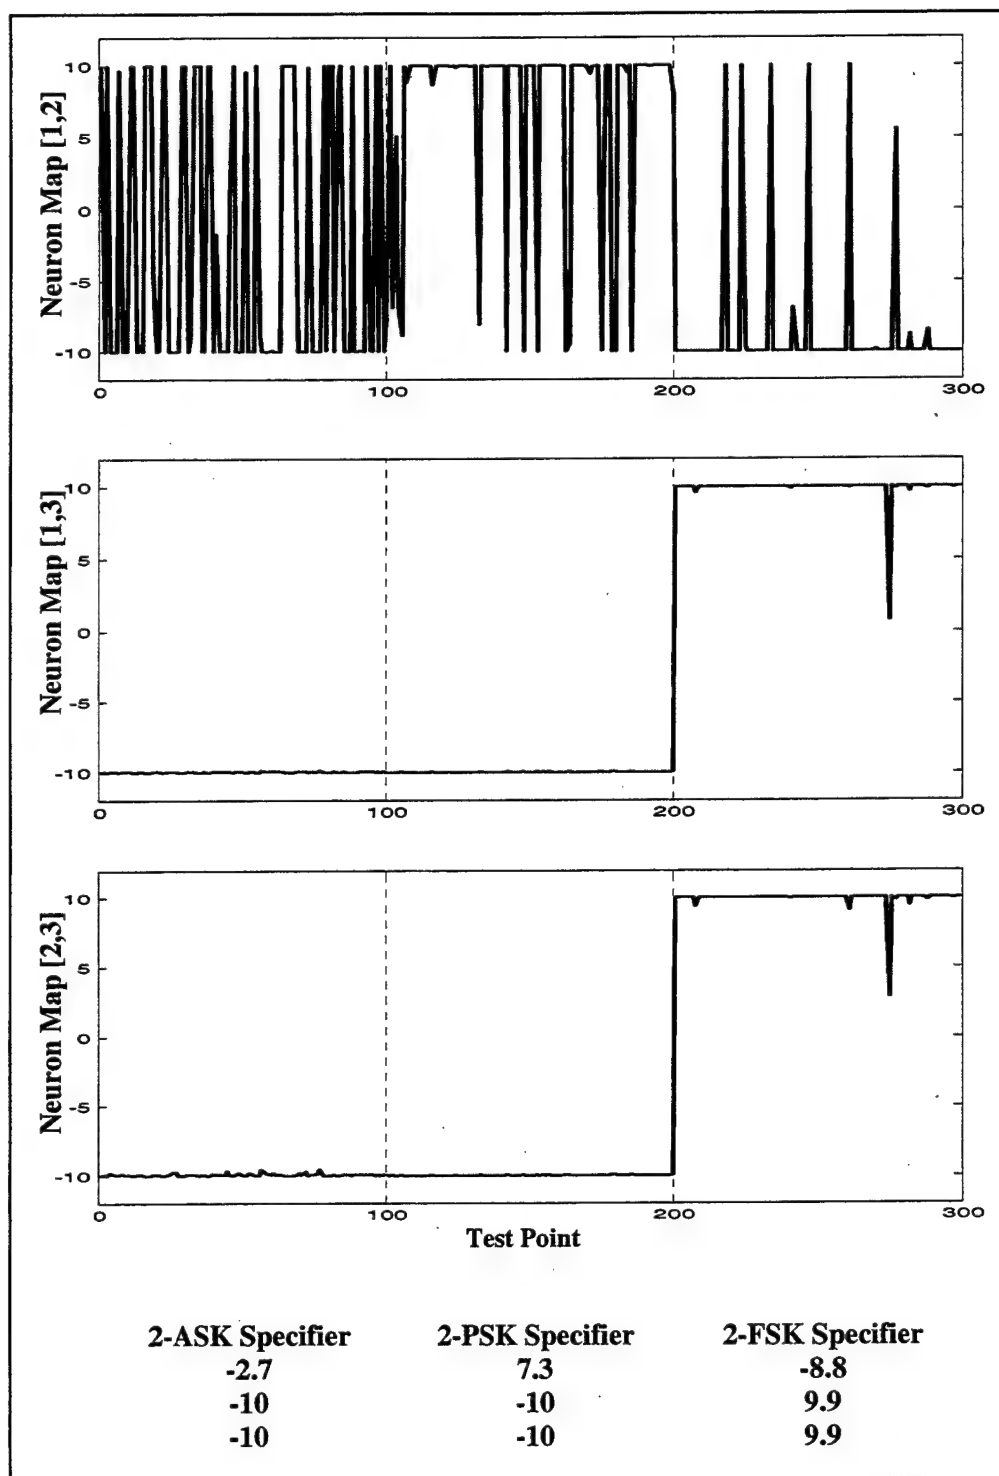 Neuron Map [1,2]
10
5
0
-5
-10
0 100 200 300
Neuron Map [1,3]
10
5
0
-5
-10
0 100 200 300
Neuron Map [2,3]
10
5
0
-5
-10
0 100 200 300
Test Point
2-ASK Specifier 2-PSK Specifier 2-FSK Specifier
-2.7 7.3 -8.8
-10 -10 9.9
-10 -10 9.9